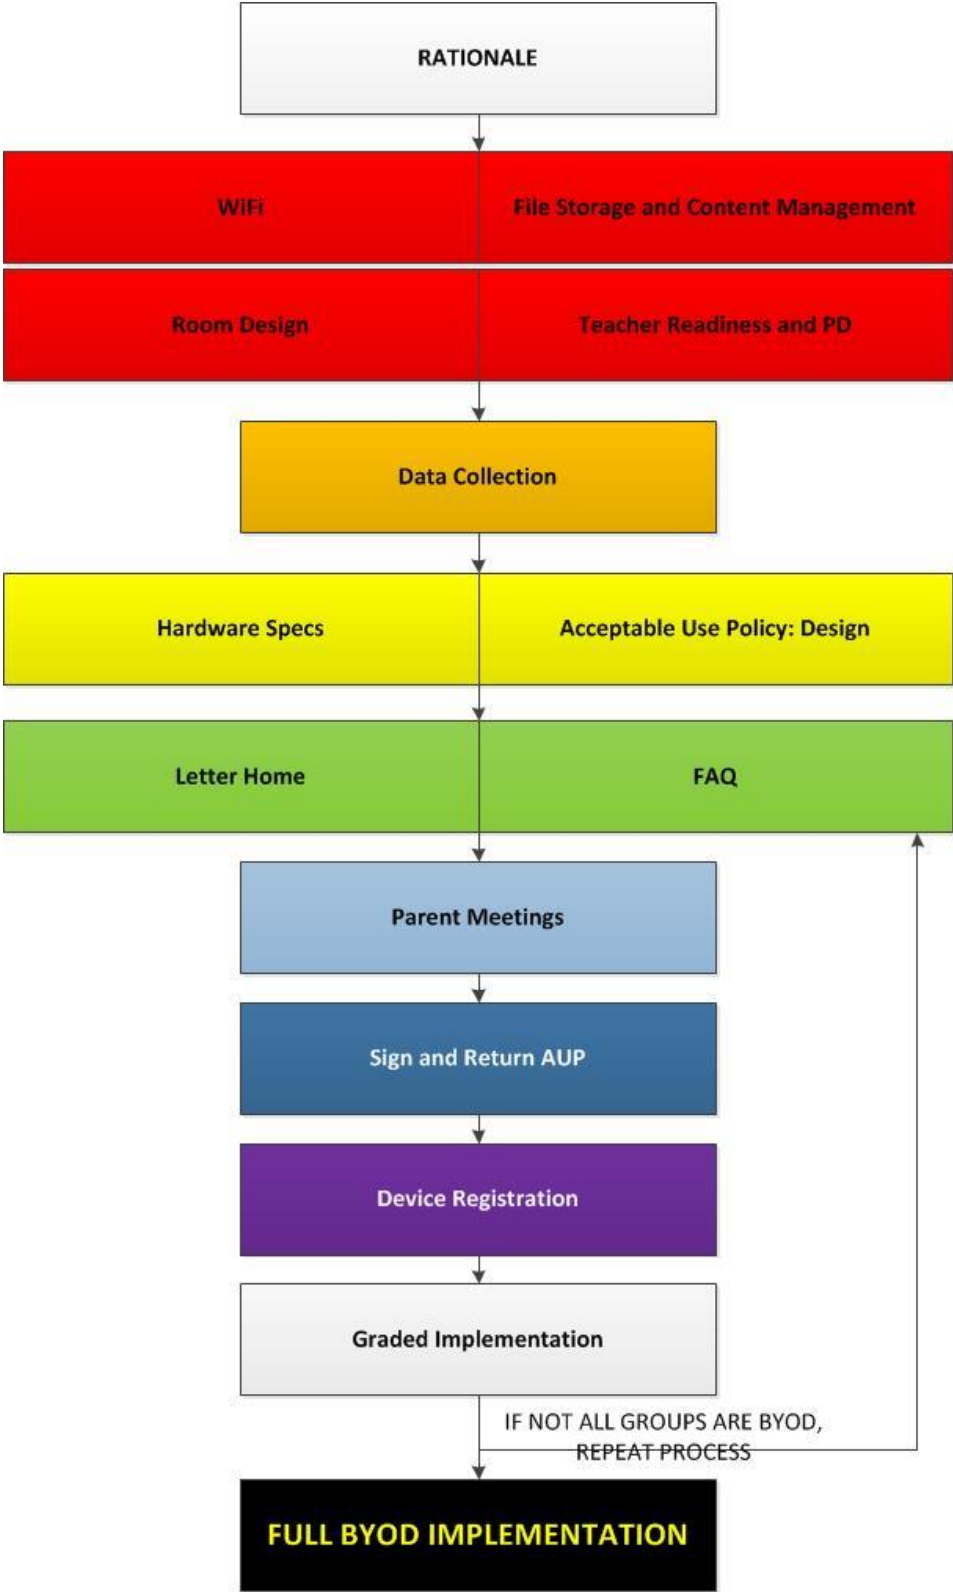 RATIONALE
WiFi
File Storage and Content Management
Room Design
Teacher Readiness and PD
Data Collection
Hardware Specs
Acceptable Use Policy: Design
Letter Home
FAQ
Parent Meetings
Sign and Return AUP
Device Registration
Graded Implementation
IF NOT ALL GROUPS ARE BYOD,
REPEAT PROCESS
FULL BYOD IMPLEMENTATION